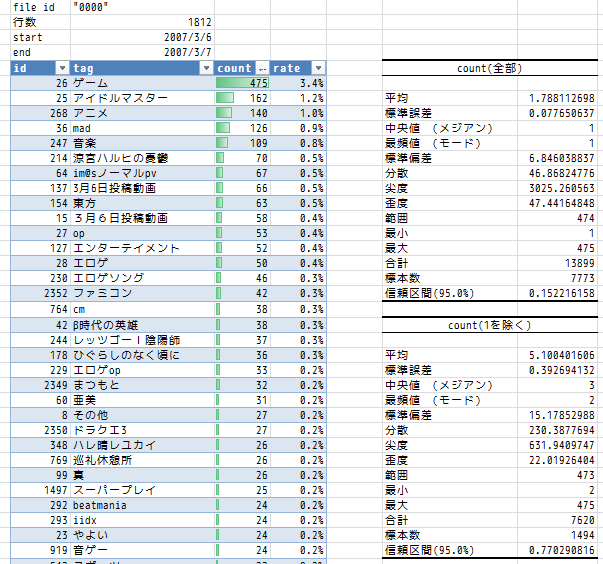 file id "0000"
行数 1812
start 2007/3/6
end 2007/3/7
id tag count rate
26 ゲーム 475 3.4%
25 アイドルマスター 162 1.2%
268 アニメ 140 1.0%
36 mad 126 0.9%
247 音楽 109 0.8%
214 涼宮ハルヒの憂鬱 70 0.5%
64 im@sノーマルpv 67 0.5%
137 3月6日投稿動画 66 0.5%
154 東方 63 0.5%
15 ３月６日投稿動画 58 0.4%
27 op 53 0.4%
127 エンターテイメント 52 0.4%
28 エロゲ 50 0.4%
230 エロゲソング 46 0.3%
2352 ファミコン 42 0.3%
764 cm 38 0.3%
42 β時代の英雄 38 0.3%
244 レッツゴー！陰陽師 37 0.3%
178 ひぐらしのなく頃に 36 0.3%
229 エロゲop 33 0.2%
2349 まつもと 32 0.2%
60 亜美 31 0.2%
8 その他 27 0.2%
2350 ドラクエ3 27 0.2%
348 ハレ晴レユカイ 26 0.2%
769 巡礼休憩所 26 0.2%
99 真 26 0.2%
1497 スーパープレイ 25 0.2%
292 beatmania 24 0.2%
293 iidx 24 0.2%
23 やよい 24 0.2%
919 音ゲー 24 0.2%
count(全部)
平均 1.788112698
標準誤差 0.077650637
中央値 （メジアン） 1
最頻値 （モード） 1
標準偏差 6.846038837
分散 46.86824776
尖度 3025.260563
歪度 47.44164848
範囲 474
最小 1
最大 475
合計 13899
標本数 7773
信頼区間(95.0%) 0.152216158
count(1を除く)
平均 5.100401606
標準誤差 0.392694132
中央値 （メジアン） 3
最頻値 （モード） 2
標準偏差 15.17852988
分散 230.3877694
尖度 631.9409747
歪度 22.01926404
範囲 473
最小 2
最大 475
合計 7620
標本数 1494
信頼区間(95.0%) 0.770290816